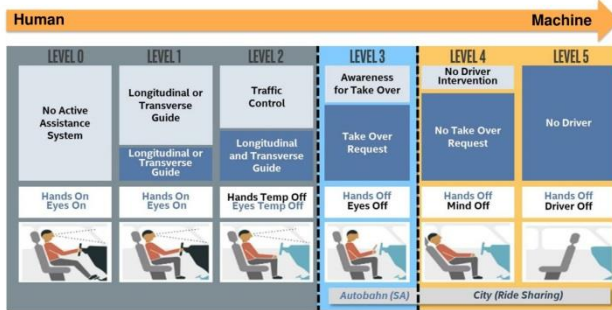 Human
Machine
LEVEL 0
No Active
Assistance
System
Hands On
Eyes On
LEVEL 1
Longitudinal or
Transverse
Guide
Longitudinal or
Transverse
Guide
Hands On
Eyes On
LEVEL 2
Traffic
Control
Longitudinal
and Transverse
Guide
Hands Temp Off
Eyes Temp Off
LEVEL 3
Awareness
for Take Over
Take Over
Request
Hands Off
Eyes Off
LEVEL 4
No Driver
Intervention
No Take Over
Request
Hands Off
Mind Off
LEVEL 5
No Driver
Hands Off
Driver Off
Autobahn (SA)
City (Ride Sharing)